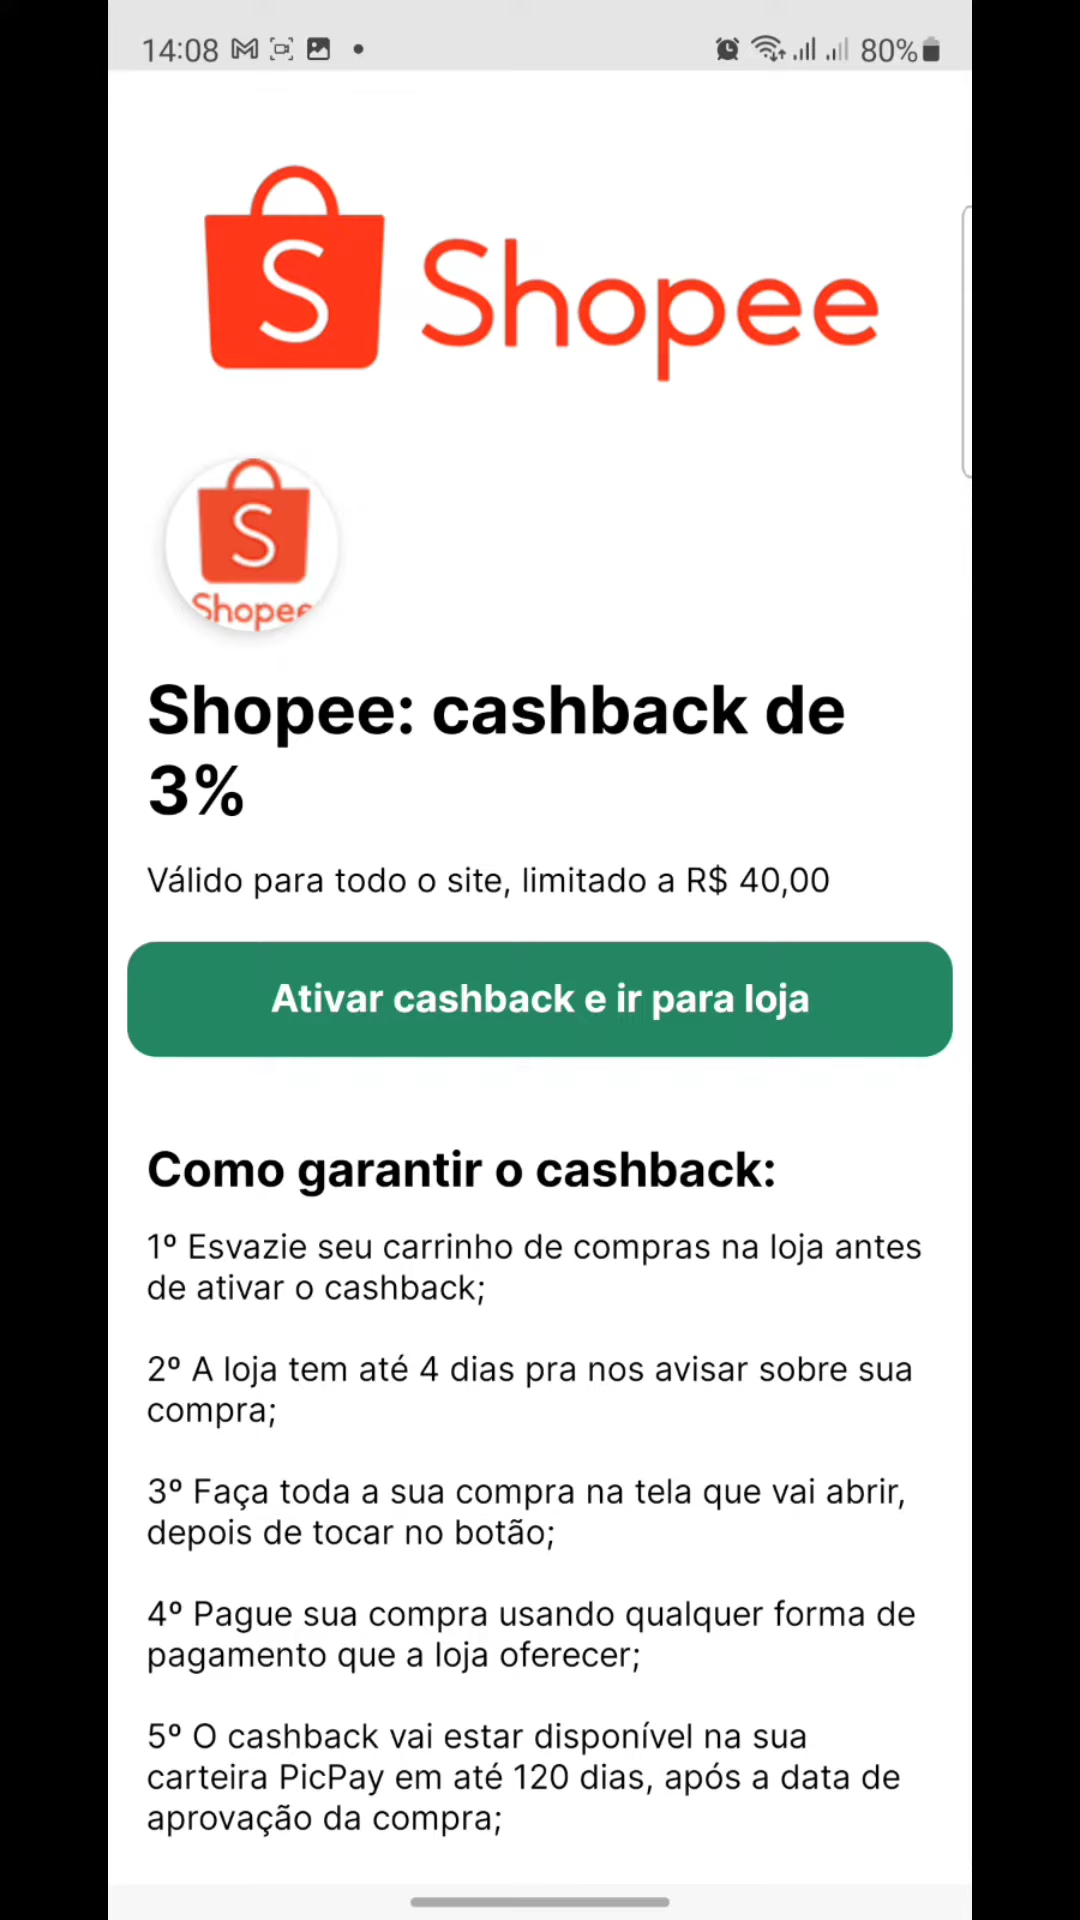 14:08
80%
S Shopee
S
Shopee
Shopee: cashback de
3%
Válido para todo o site, limitado a R$ 40,00
Ativar cashback e ir para loja
Como garantir o cashback:
1º Esvazie seu carrinho de compras na loja antes
de ativar o cashback;
2º A loja tem até 4 dias pra nos avisar sobre sua
compra;
3º Faça toda a sua compra na tela que vai abrir,
depois de tocar no botão;
4º Pague sua compra usando qualquer forma de
pagamento que a loja oferecer;
5º O cashback vai estar disponível na sua
carteira PicPay em até 120 dias, após a data de
aprovação da compra;